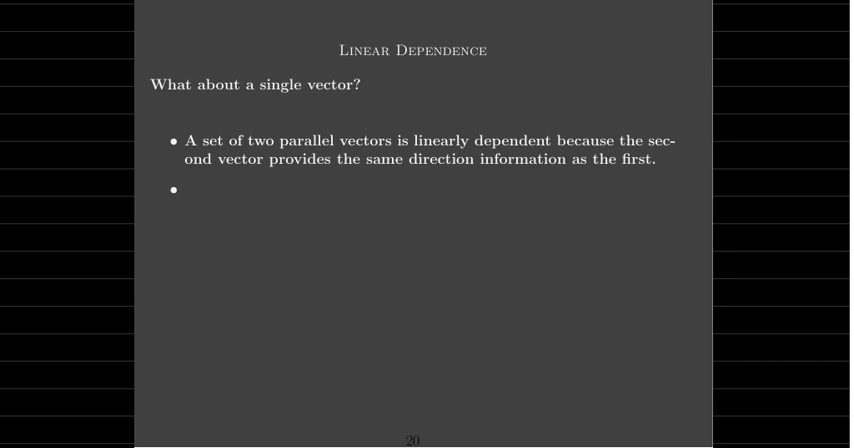 Linear Dependence
What about a single vector?
• A set of two parallel vectors is linearly dependent because the sec-
ond vector provides the same direction information as the first.
•
20